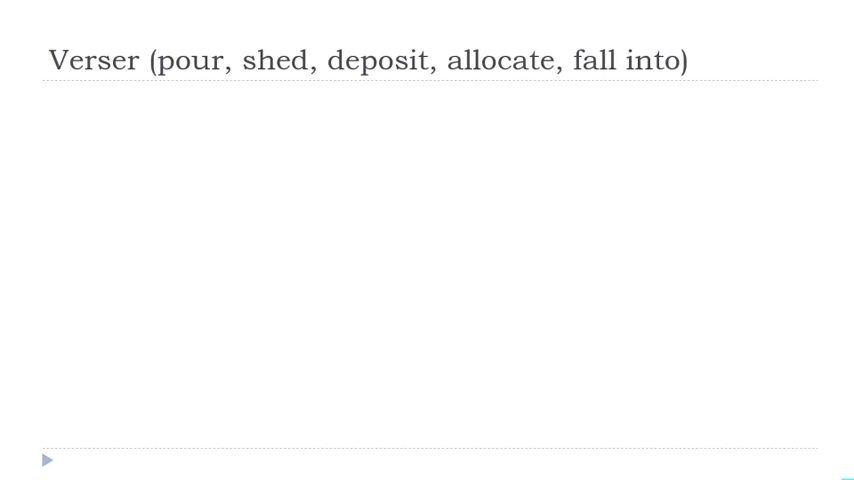 Verser (pour, shed, deposit, allocate, fall into)